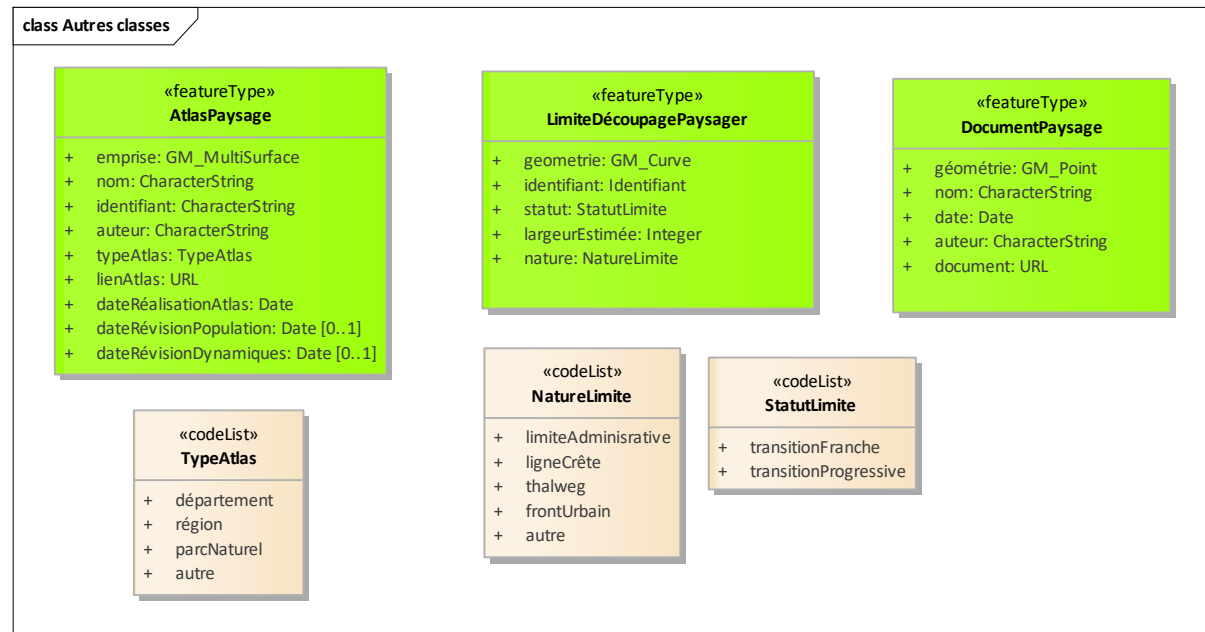 class Autres classes
«featureType»
AtlasPaysage
+ emprise: GM_MultiSurface
+ nom: CharacterString
+ identifiant: CharacterString
+ auteur: CharacterString
+ typeAtlas: TypeAtlas
+ lienAtlas: URL
+ dateRéalisationAtlas: Date
+ dateRévisionPopulation: Date [0..1]
+ dateRévisionDynamiques: Date [0..1]
«featureType»
LimiteDécoupagePaysager
+ geometrie: GM_Curve
+ identifiant: Identifiant
+ statut: StatutLimite
+ largeurEstimée: Integer
+ nature: NatureLimite
«featureType»
DocumentPaysage
+ géométrie: GM_Point
+ nom: CharacterString
+ date: Date
+ auteur: CharacterString
+ document: URL
«codeList»
TypeAtlas
+ département
+ région
+ parcNaturel
+ autre
«codeList»
NatureLimite
+ limiteAdminisrative
+ ligneCrête
+ thalweg
+ frontUrbain
+ autre
«codeList»
StatutLimite
+ transitionFranche
+ transitionProgressive